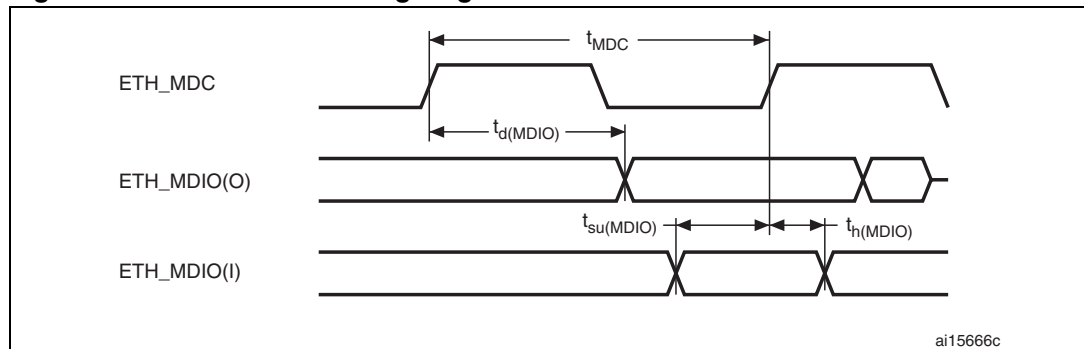 ETH_MDC
tMDC
td(MDIO)
ETH_MDIO(O)
tsu(MDIO)
th(MDIO)
ETH_MDIO(I)
ai15666c